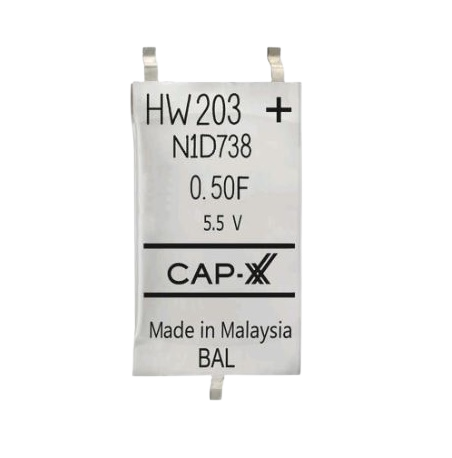 HW203 +
N1D738
0.50F
5.5 V
CAP-XX
Made in Malaysia
BAL